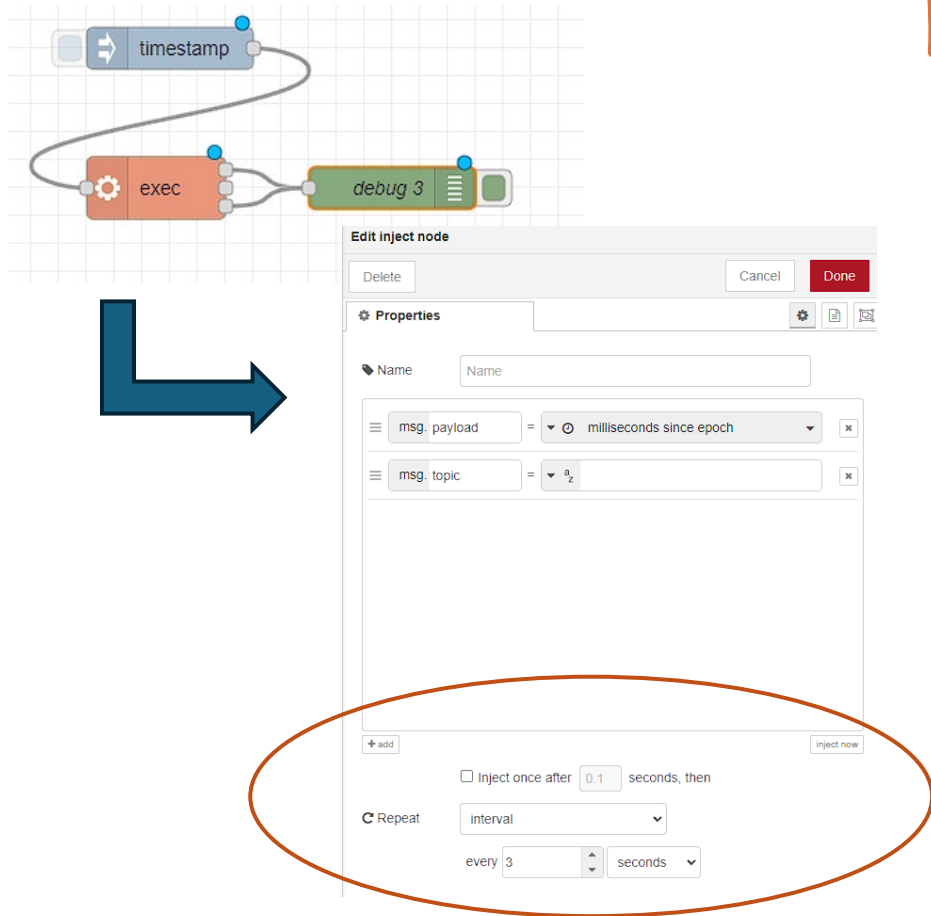 timestamp
exec
debug 3
Edit inject node
Delete
Cancel
Done
Properties
Name
Name
msg. payload = milliseconds since epoch
msg. topic = az
+ add
inject now
Inject once after 0.1 seconds, then
Repeat interval
every 3 seconds